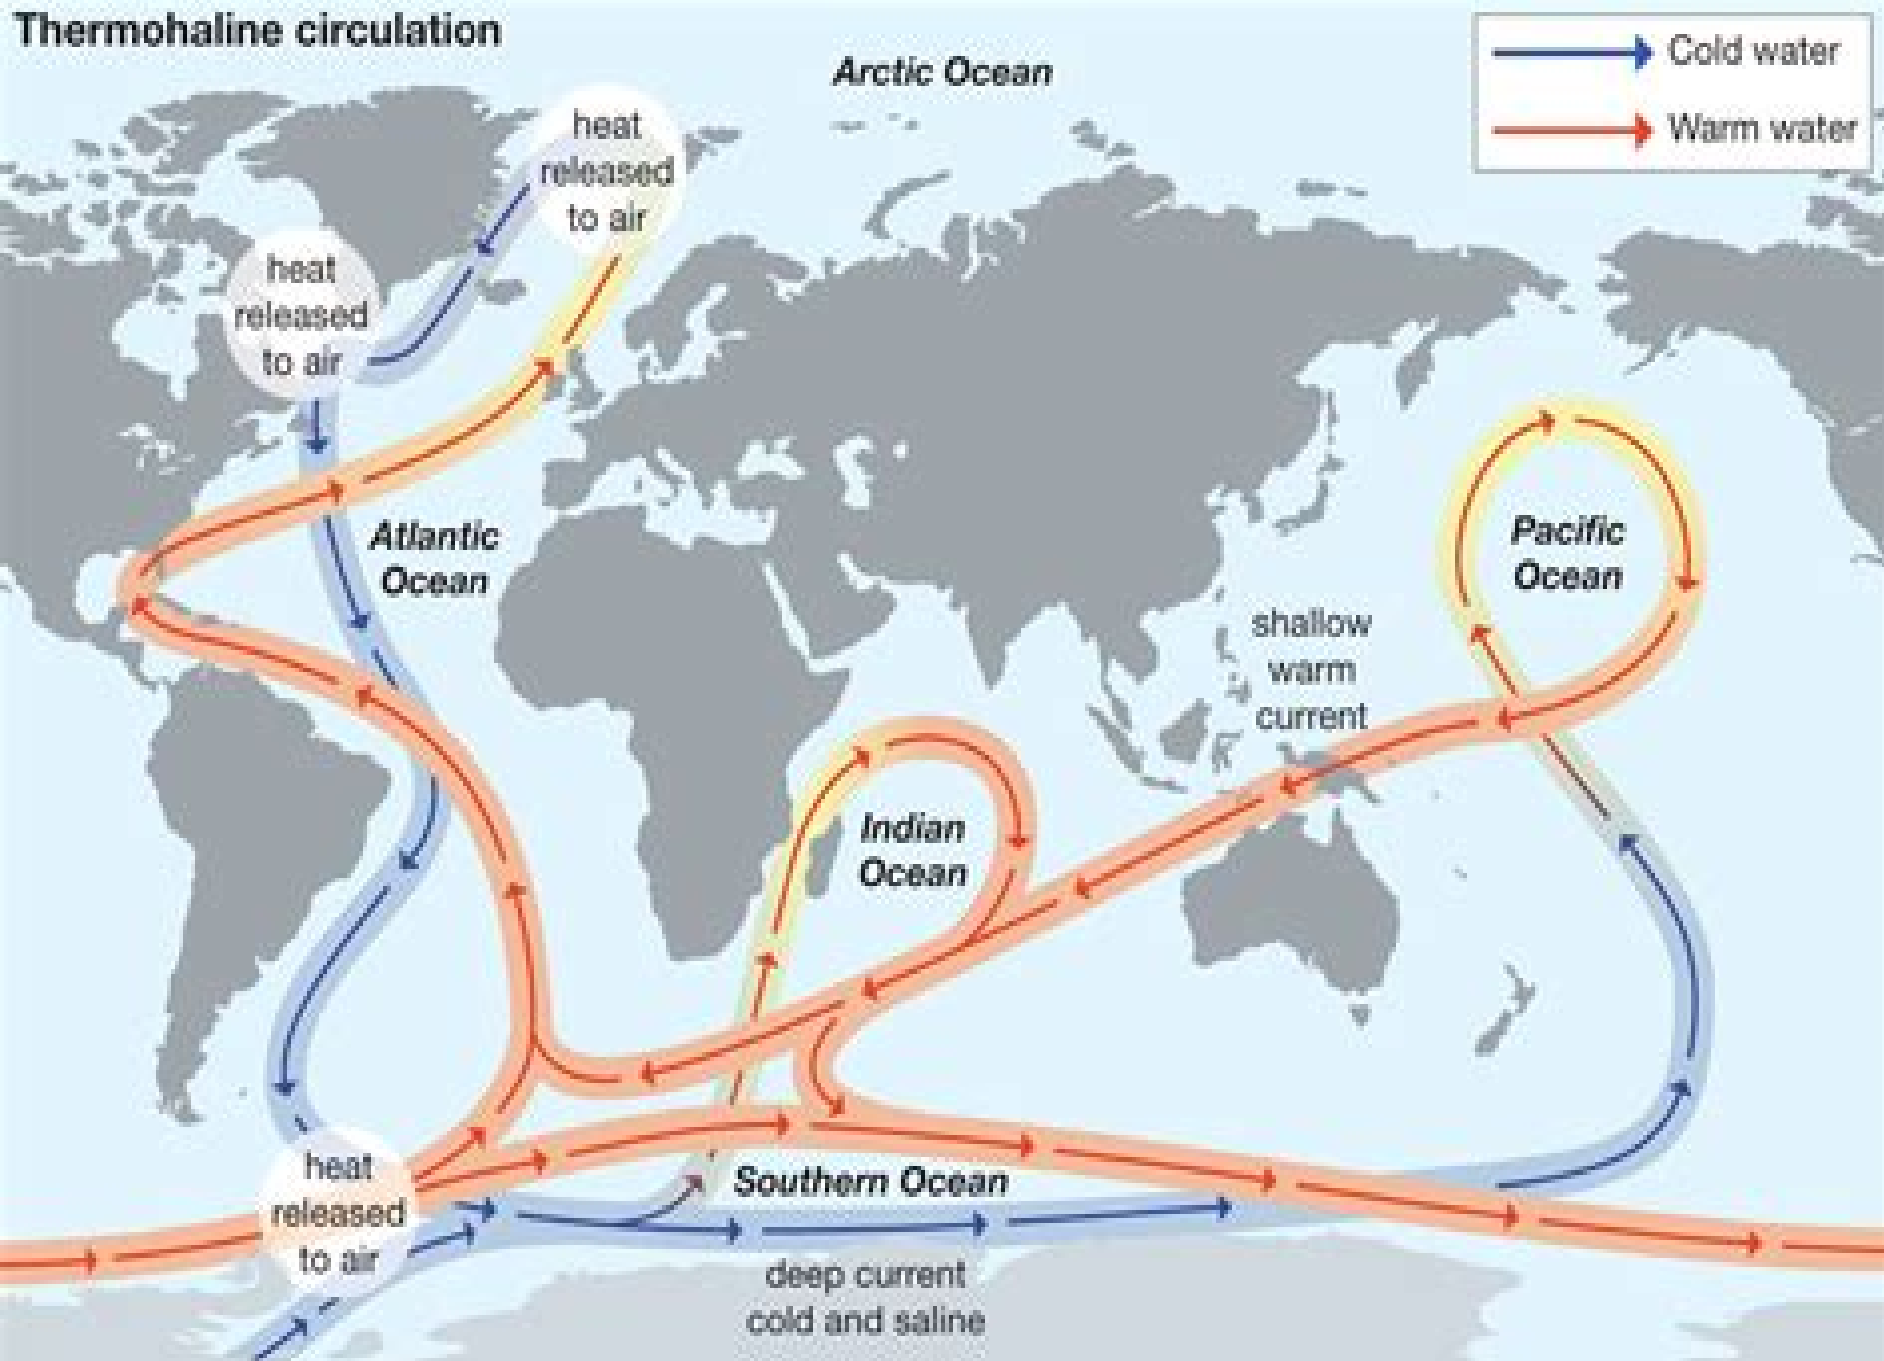 Thermohaline circulation
Arctic Ocean
Cold water
Warm water
heat
released
to air
heat
released
to air
Atlantic
Ocean
Pacific
Ocean
shallow
warm
current
Indian
Ocean
heat
released
to air
Southern Ocean
deep current
cold and saline